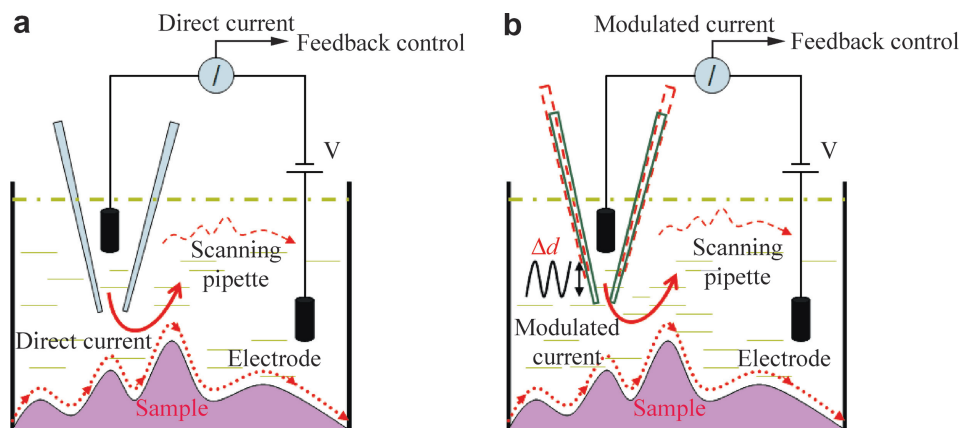 a
Direct current
Feedback control
I
V
Scanning
pipette
Direct current
Electrode
Sample
b
Modulated current
Feedback control
I
V
Δd
Scanning
pipette
Modulated
current
Electrode
Sample